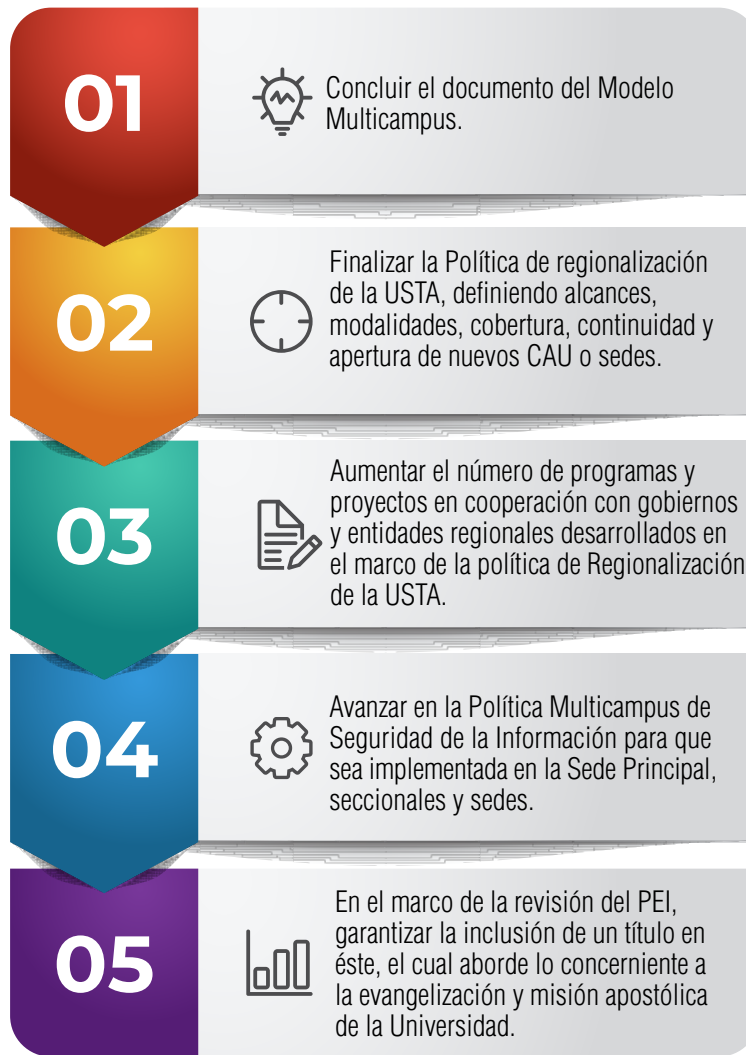 01
Concluir el documento del Modelo
Multicampus.
02
Finalizar la Política de regionalización
de la USTA, definiendo alcances,
modalidades, cobertura, continuidad y
apertura de nuevos CAU o sedes.
03
Aumentar el número de programas y
proyectos en cooperación con gobiernos
y entidades regionales desarrollados en
el marco de la política de Regionalización
de la USTA.
04
Avanzar en la Política Multicampus de
Seguridad de la Información para que
sea implementada en la Sede Principal,
seccionales y sedes.
05
En el marco de la revisión del PEI,
garantizar la inclusión de un título en
éste, el cual aborde lo concerniente a
la evangelización y misión apostólica
de la Universidad.